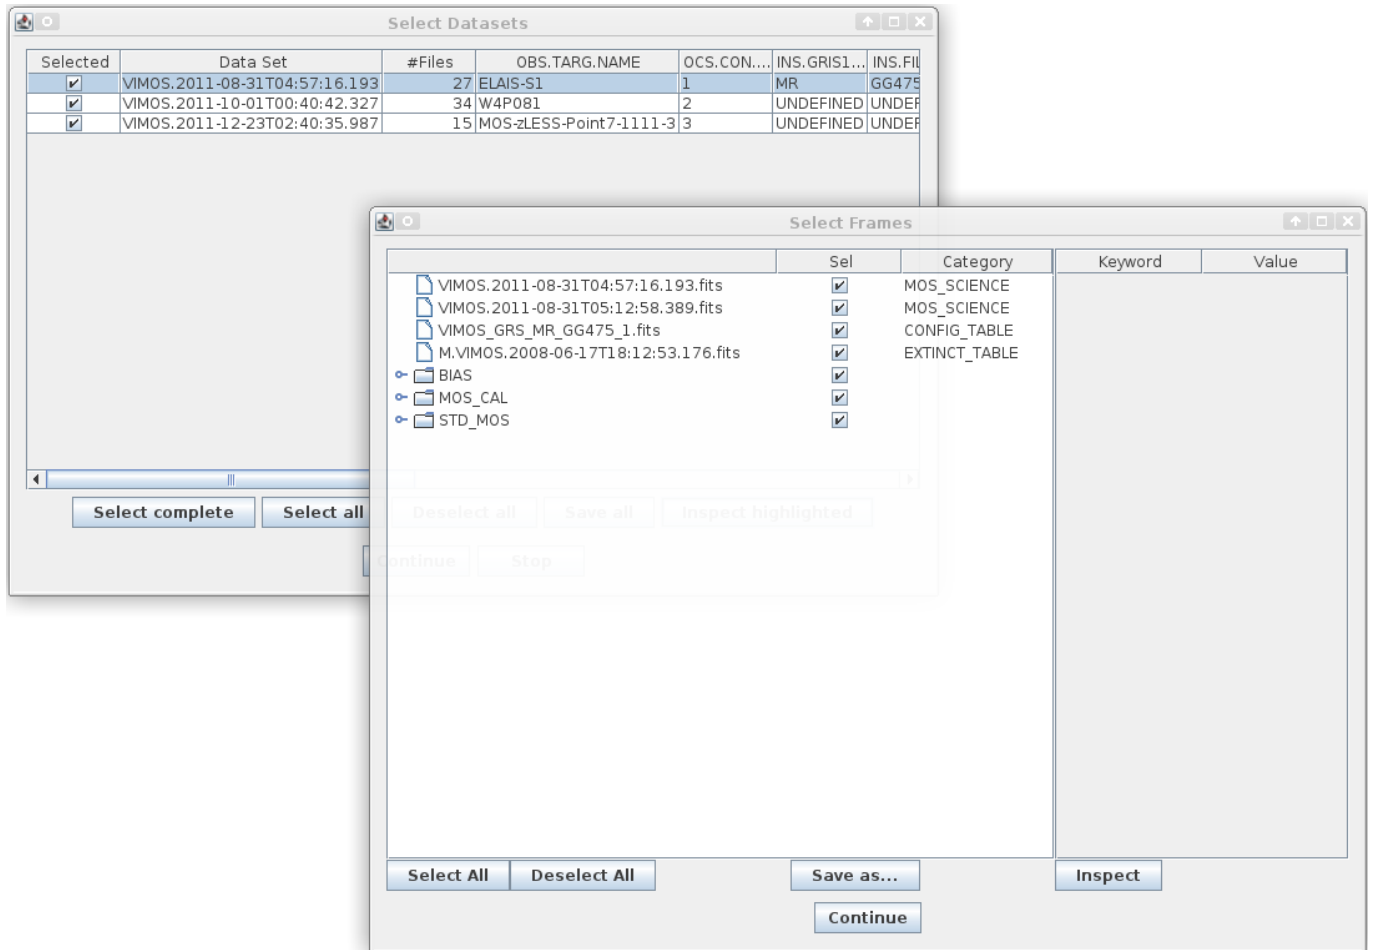 Select Datasets
Selected Data Set #Files OBS.TARG.NAME OCS.CON.... INS.GRIS1... INS.FIL
VIMOS.2011-08-31T04:57:16.193 27 ELAIS-S1 1 MR GG475
VIMOS.2011-10-01T00:40:42.327 34 W4P081 2 UNDEFINED UNDEF
VIMOS.2011-12-23T02:40:35.987 15 MOS-zLESS-Point7-1111-3 3 UNDEFINED UNDEF
Select Frames
Sel Category Keyword Value
VIMOS.2011-08-31T04:57:16.193.fits MOS_SCIENCE
VIMOS.2011-08-31T05:12:58.389.fits MOS_SCIENCE
VIMOS_GRS_MR_GG475_1.fits CONFIG_TABLE
M.VIMOS.2008-06-17T18:12:53.176.fits EXTINCT_TABLE
BIAS
MOS_CAL
STD_MOS
Select complete Select all Deselect all Save all Inspect highlighted
Continue Stop
Select All Deselect All Save as... Inspect
Continue